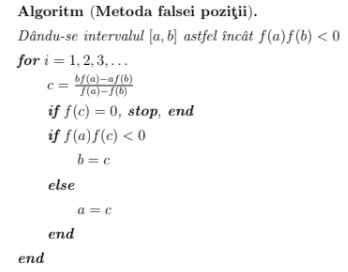 Algoritm (Metoda falsei poziţii).
Dându-se intervalul [a, b] astfel încât f(a)f(b) < 0
for i = 1, 2, 3, . . .
c = \frac{bf(a)−af(b)}{f(a)−f(b)}
if f(c) = 0, stop, end
if f(a)f(c) < 0
b = c
else
a = c
end
end